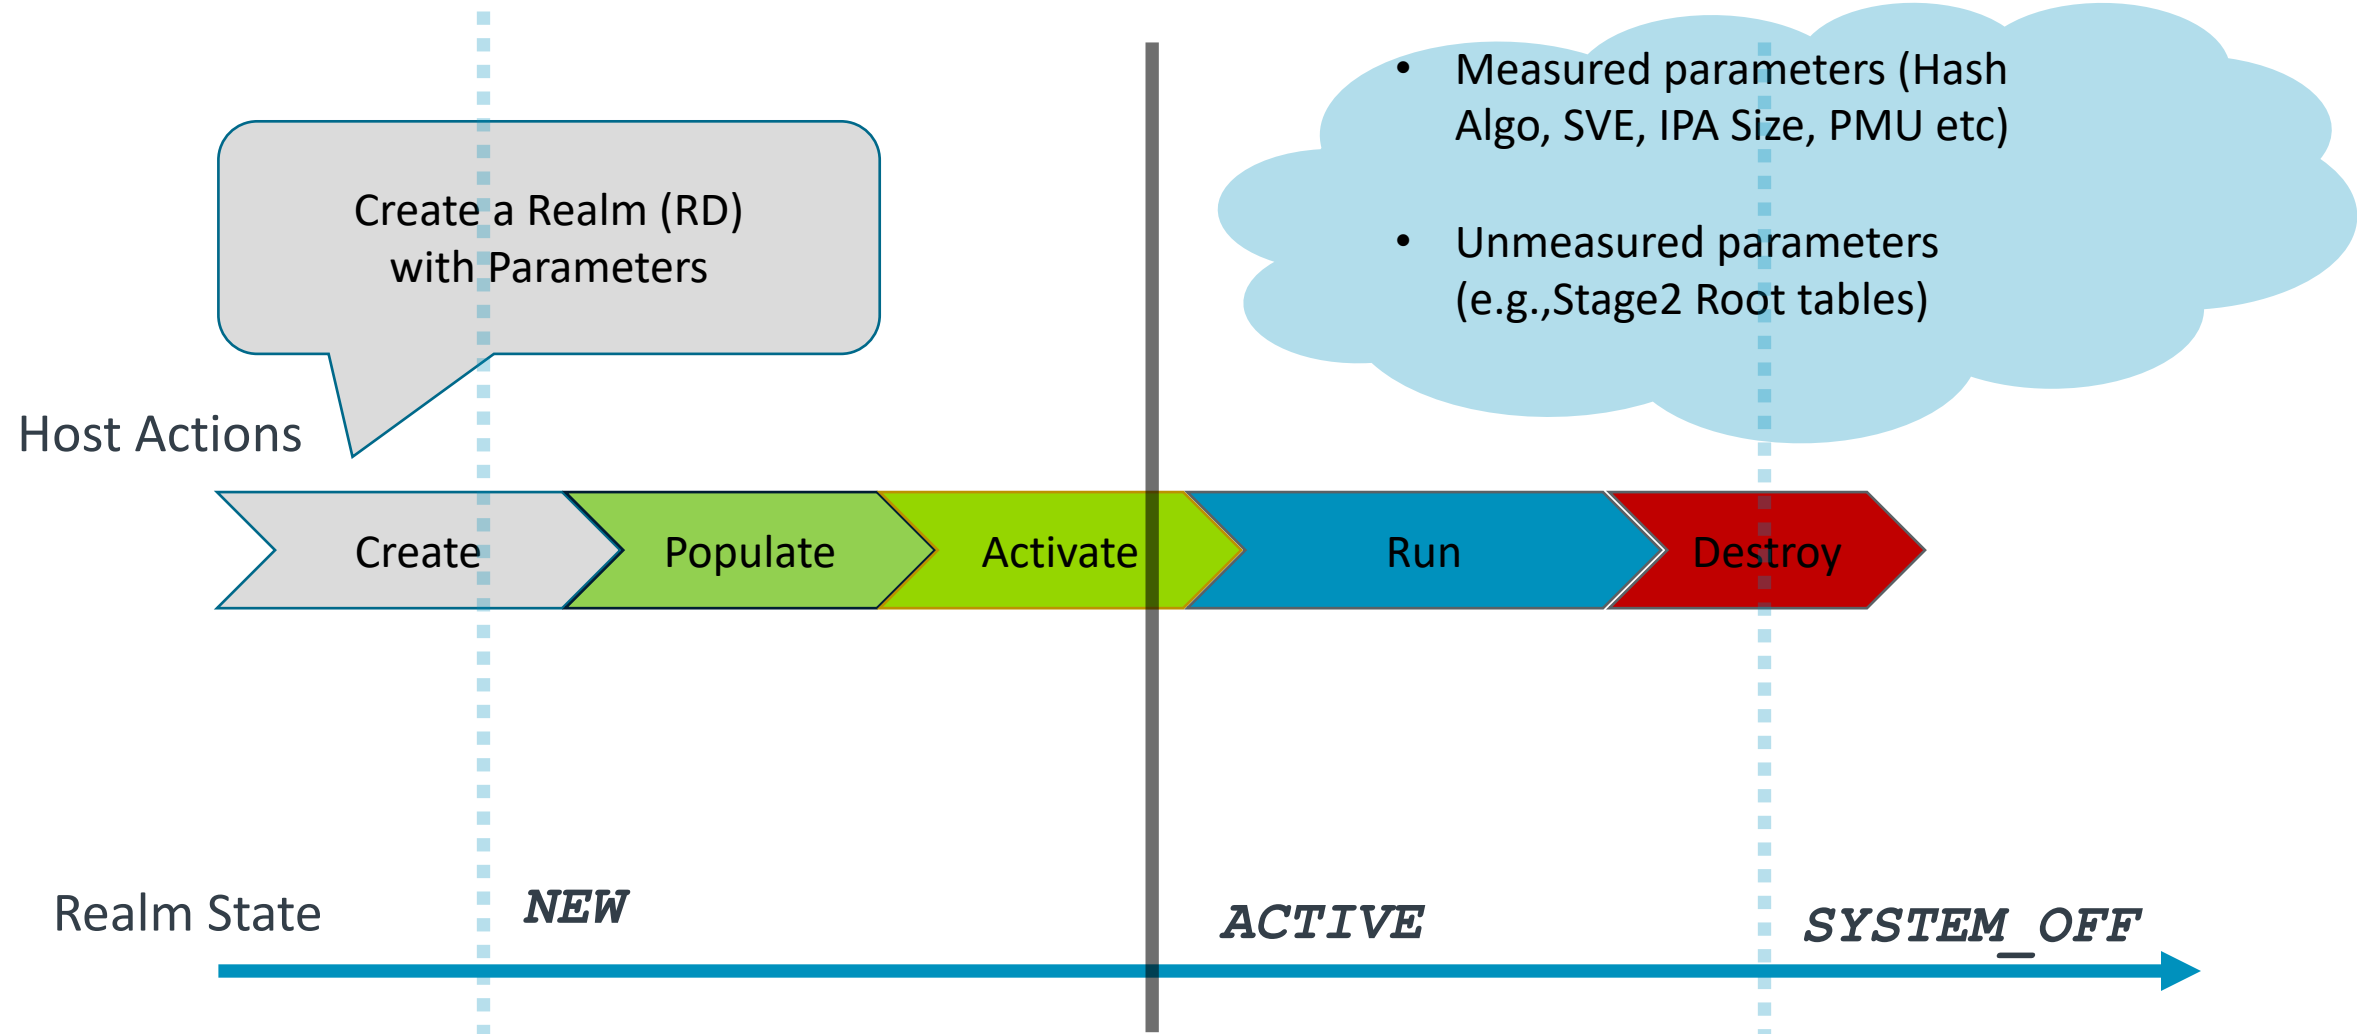 • Measured parameters (Hash
Algo, SVE, IPA Size, PMU etc)
• Unmeasured parameters
(e.g.,Stage2 Root tables)
Create a Realm (RD)
with Parameters
Host Actions
Create
Populate
Activate
Run
Destroy
Realm State
NEW
ACTIVE
SYSTEM_OFF